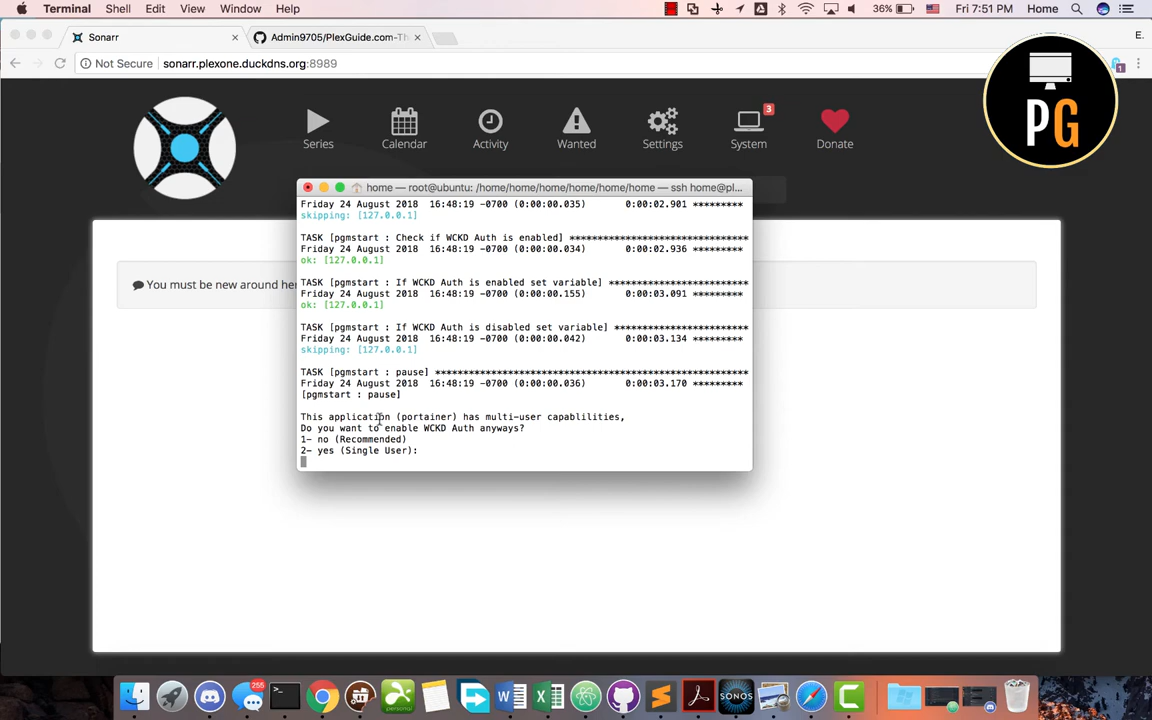 Terminal Shell Edit View Window Help 36% Fri 7:51 PM Home
Sonarr
Admin9705/PlexGuide.com-Th
E.
Not Secure sonarr.plexone.duckdns.org:8989
1
PG
3
Series Calendar Activity Wanted Settings System Donate
home — root@ubuntu: /home/home/home/home/home/home — ssh home@pl...
Friday 24 August 2018 16:48:19 -0700 (0:00:00.035) 0:00:02.901 *********
skipping: [127.0.0.1]
TASK [pgmstart : Check if WCKD Auth is enabled] ********************************
Friday 24 August 2018 16:48:19 -0700 (0:00:00.034) 0:00:02.936 *********
ok: [127.0.0.1]
TASK [pgmstart : If WCKD Auth is enabled set variable] *************************
Friday 24 August 2018 16:48:19 -0700 (0:00:00.155) 0:00:03.091 *********
ok: [127.0.0.1]
TASK [pgmstart : If WCKD Auth is disabled set variable] ************************
Friday 24 August 2018 16:48:19 -0700 (0:00:00.042) 0:00:03.134 *********
skipping: [127.0.0.1]
TASK [pgmstart : pause] ********************************************************
Friday 24 August 2018 16:48:19 -0700 (0:00:00.036) 0:00:03.170 *********
[pgmstart : pause]
This application (portainer) has multi-user capablilities,
Do you want to enable WCKD Auth anyways?
1- no (Recommended)
2- yes (Single User):
You must be new around he
255